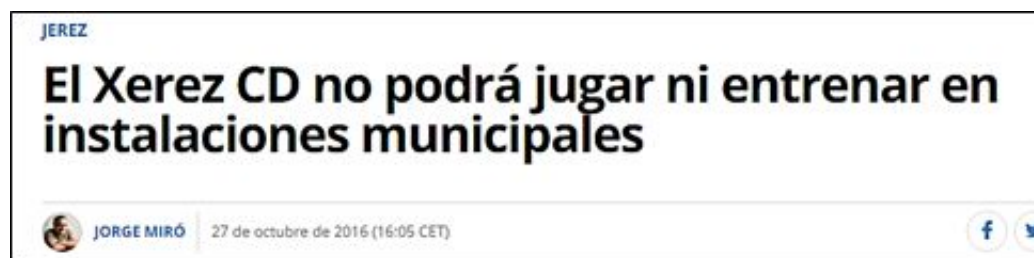 JEREZ
El Xerez CD no podrá jugar ni entrenar en
instalaciones municipales
JORGE MIRÓ 27 de octubre de 2016 (16:05 CET)